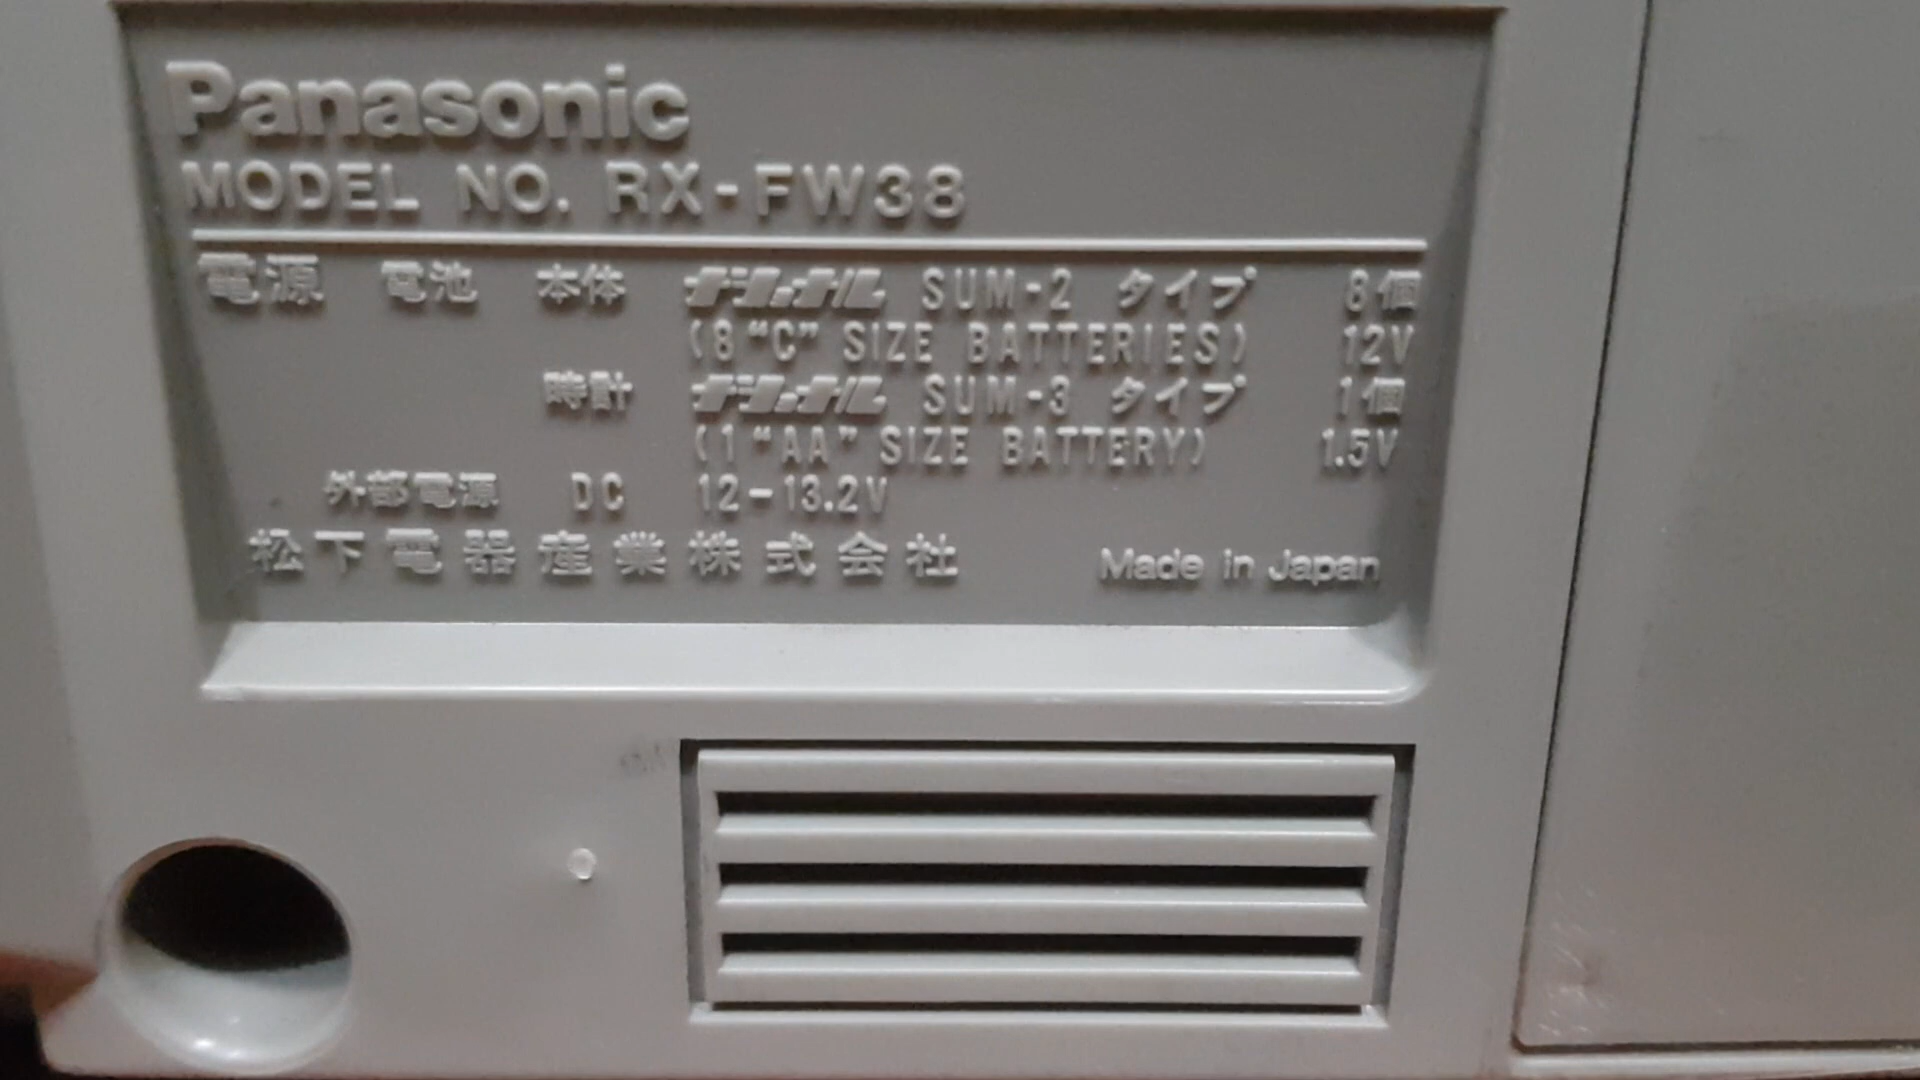 Panasonic
MODEL NO. RX-FW38
電源 電池 本体 ナショナル SUM-2 タイプ 8個
(8 “C” SIZE BATTERIES) 12V
時計 ナショナル SUM-3 タイプ 1個
(1 “AA” SIZE BATTERY) 1.5V
外部電源 DC 12-13.2V
松下電器産業株式会社 Made in Japan